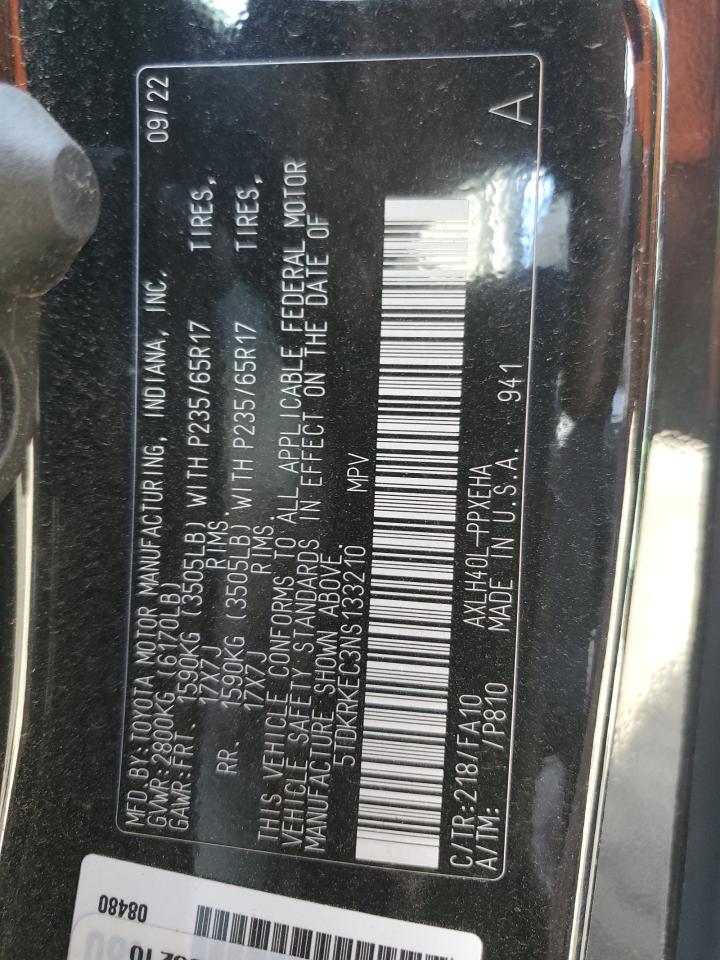 MFD.BY:TOYOTA MOTOR MANUFACTURING, INDIANA, INC. 09/22
GVWR:2800KG (6170LB)
GAWR:FRT. 1590KG (3505LB) WITH P235/65R17 TIRES,
17X7J RIMS.
RR. 1590KG (3505LB) WITH P235/65R17 TIRES,
17X7J RIMS.
THIS VEHICLE CONFORMS TO ALL APPLICABLE FEDERAL MOTOR
VEHICLE SAFETY STANDARDS IN EFFECT ON THE DATE OF
MANUFACTURE SHOWN ABOVE.
5TDKRKEC3NS133210 MPV
C/TR:218/FA10 AXLH40L-PPXEHA
A/TM: /P810 MADE IN U.S.A. 941 A
08480